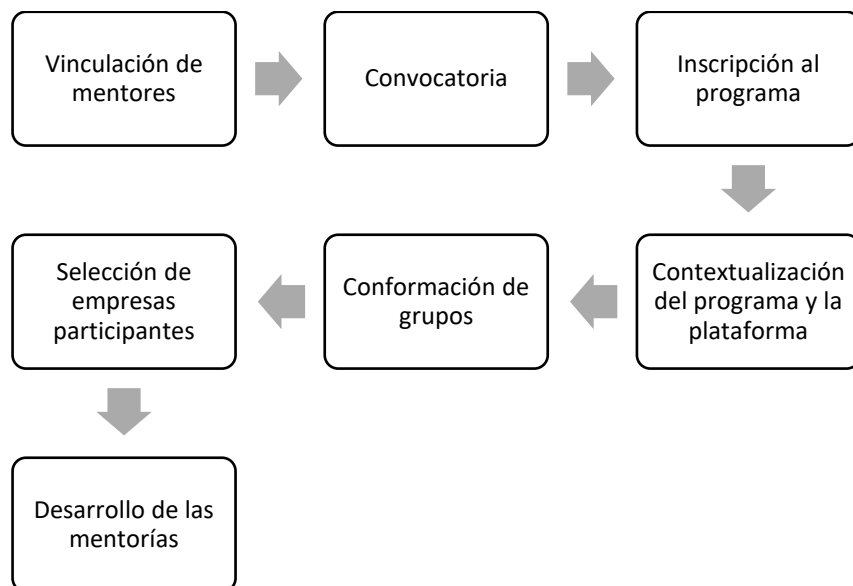 Vinculación de
mentores
Convocatoria
Inscripción al
programa
Contextualización
del programa y la
plataforma
Conformación de
grupos
Selección de
empresas
participantes
Desarrollo de las
mentorías